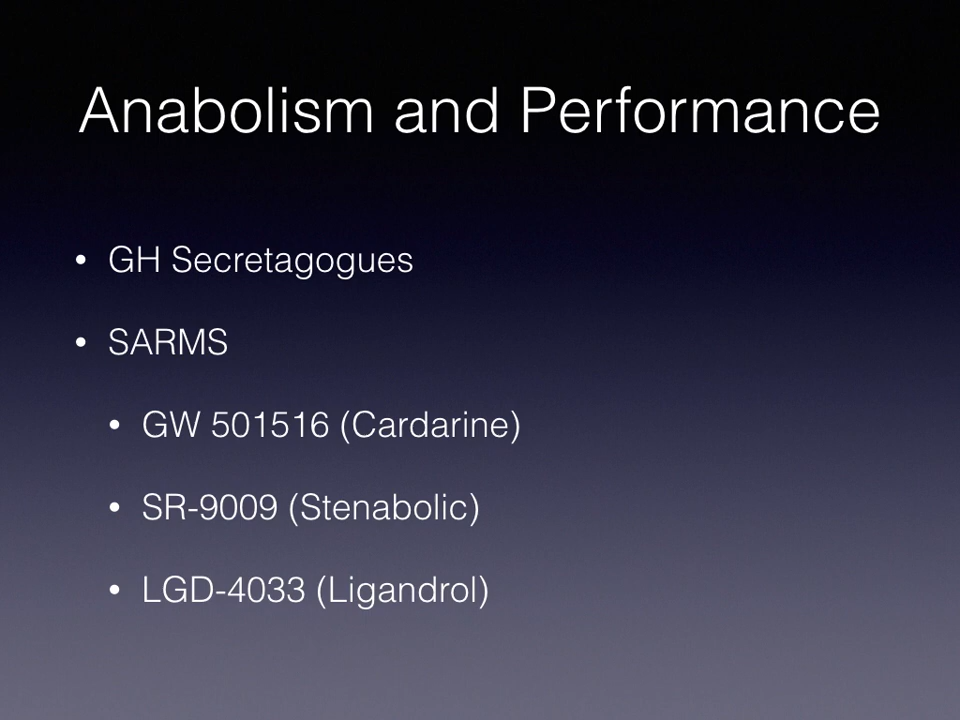 Anabolism and Performance
• GH Secretagogues
• SARMS
• GW 501516 (Cardarine)
• SR-9009 (Stenabolic)
• LGD-4033 (Ligandrol)